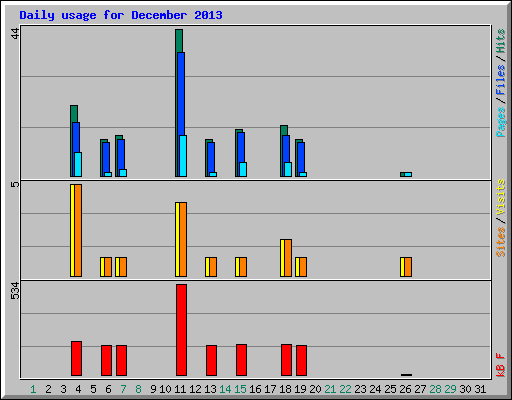 Daily usage for December 2013
44
5
534
Pages / Files / Hits
Sites / Visits
kB F
1 2 3 4 5 6 7 8 9 10 11 12 13 14 15 16 17 18 19 20 21 22 23 24 25 26 27 28 29 30 31